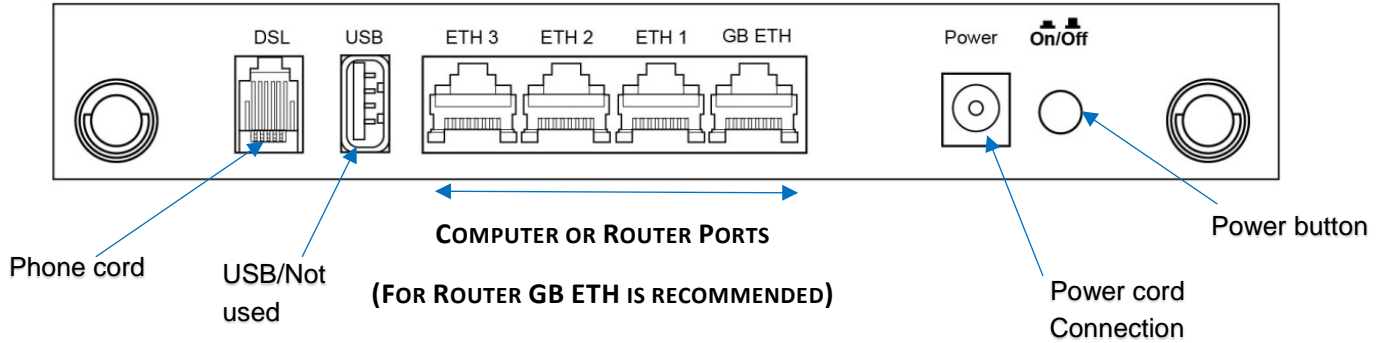 DSL
USB
ETH 3
ETH 2
ETH 1
GB ETH
Power
On/Off
COMPUTER OR ROUTER PORTS
Power button
Phone cord
USB/Not
used
(FOR ROUTER GB ETH IS RECOMMENDED)
Power cord
Connection